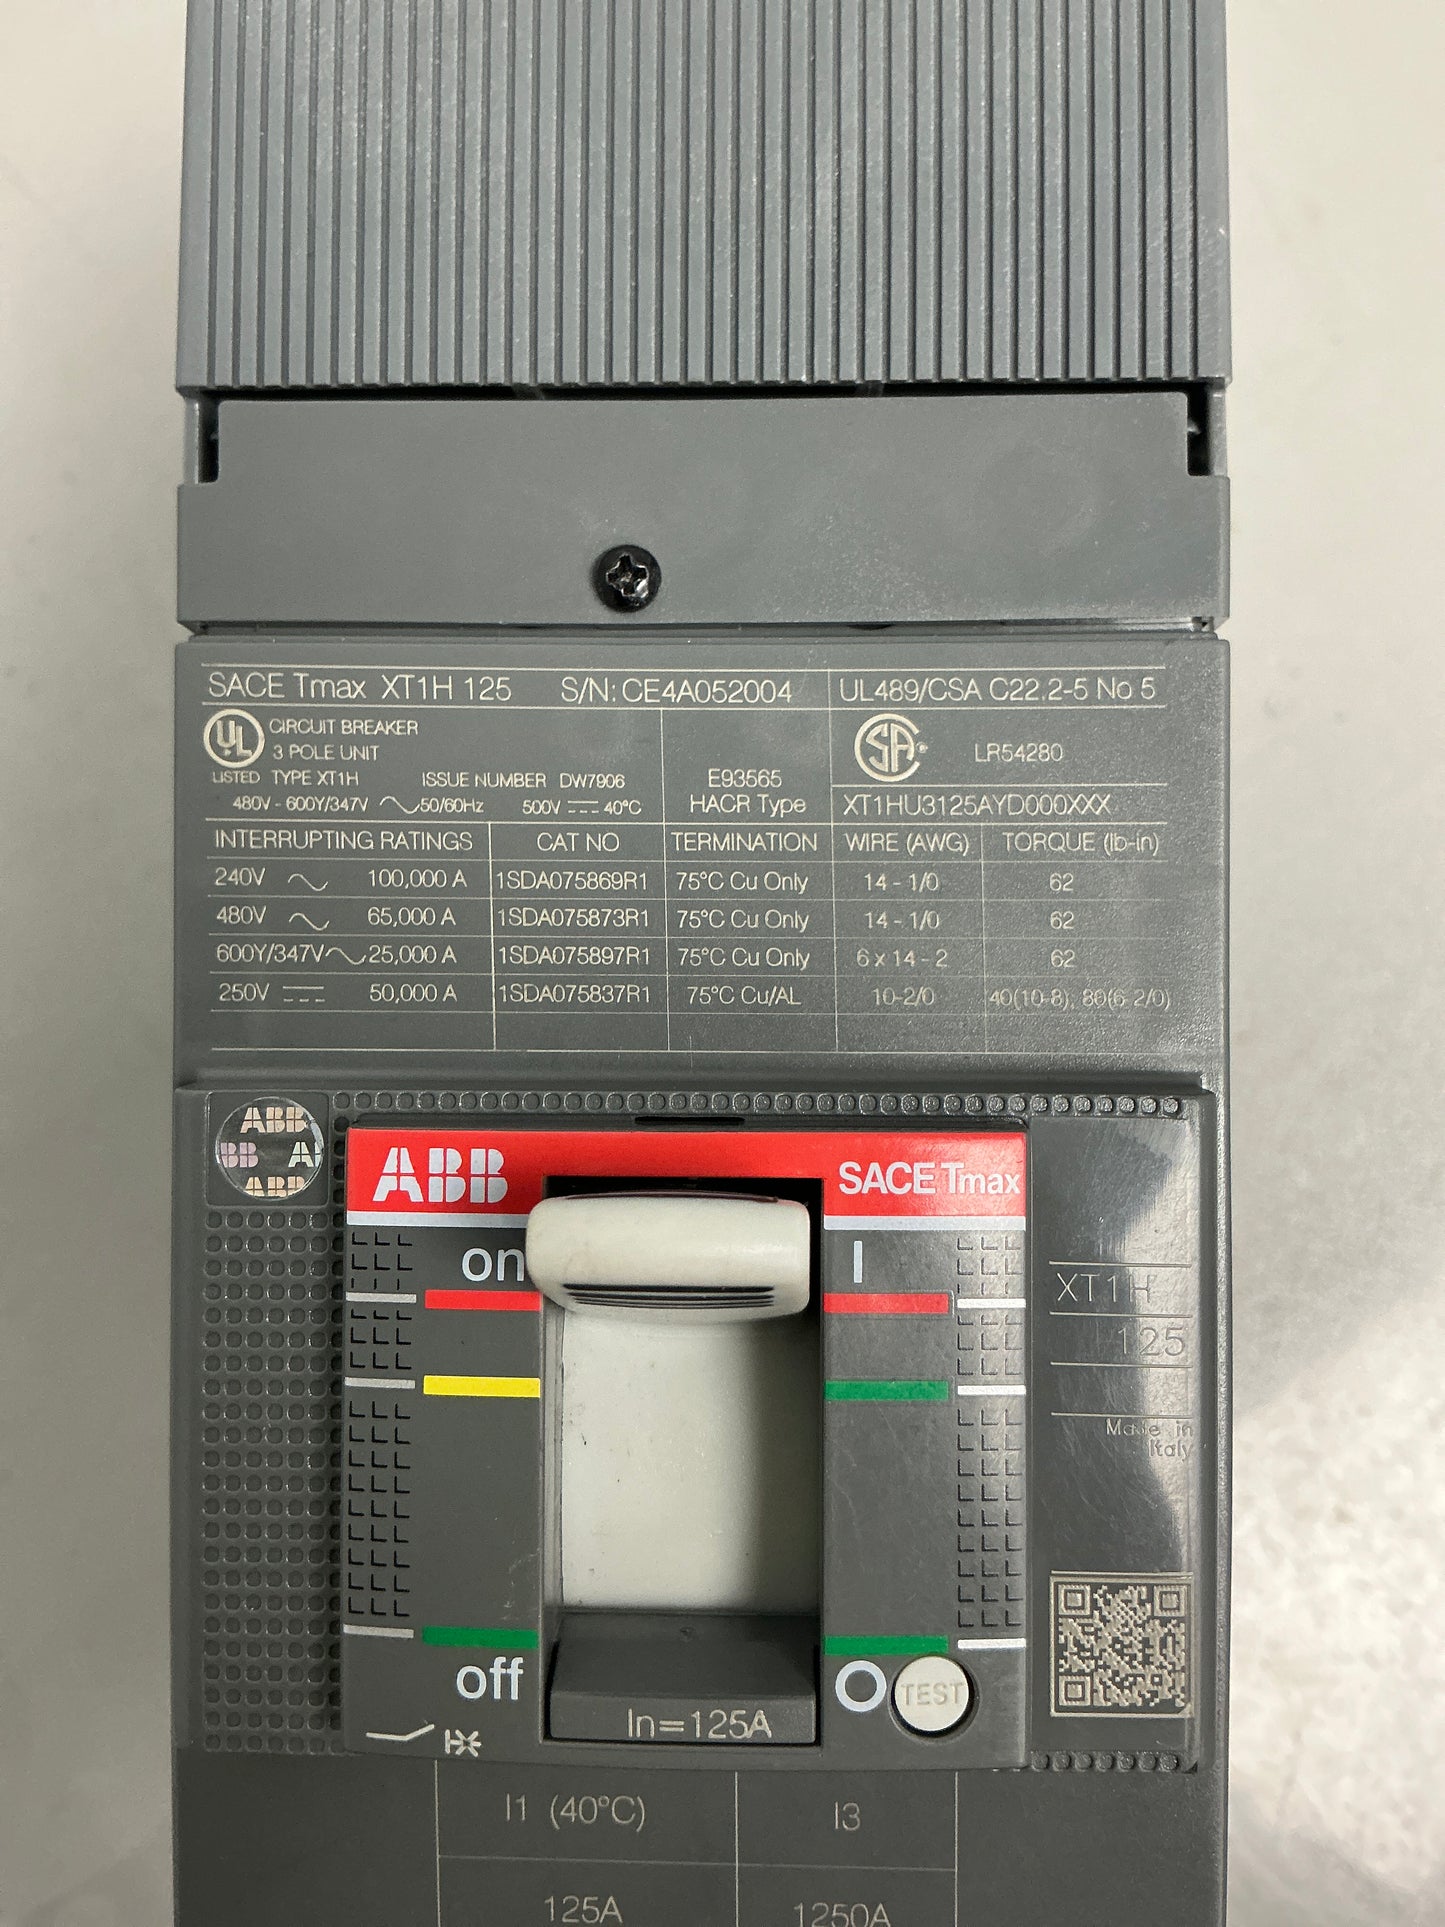 SACE Tmax XT1H 125 S/N: CE4A052004 UL489/CSA C22.2-5 No 5
UL CIRCUIT BREAKER
3 POLE UNIT
LISTED TYPE XT1H ISSUE NUMBER DW7906
480V - 600Y/347V 50/60Hz 500V 40°C
E93565
HACR Type
CSA LR54280
XT1HU3125AYD000XXX
INTERRUPTING RATINGS CAT NO TERMINATION WIRE (AWG) TORQUE (lb-in)
240V 100,000 A 1SDA075869R1 75°C Cu Only 14 - 1/0 62
480V 65,000 A 1SDA075873R1 75°C Cu Only 14 - 1/0 62
600Y/347V 25,000 A 1SDA075897R1 75°C Cu Only 6 x 14 - 2 62
250V 50,000 A 1SDA075837R1 75°C Cu/AL 10-2/0 40(10-8), 80(6-2/0)
ABB
BB AB
ABB
ABB SACE Tmax
on I
XT1H
125
Made in
Italy
off O TEST
In=125A
I1 (40°C) I3
125A 1250A